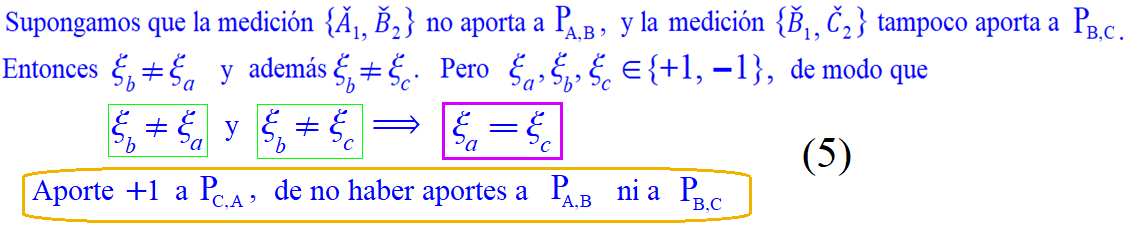 Supongamos que la medición {Ǎ₁, B̌₂} no aporta a P_A,B, y la medición {B̌₁, Č₂} tampoco aporta a P_B,C.
Entonces ξ_b ≠ ξ_a y además ξ_b ≠ ξ_c. Pero ξ_a, ξ_b, ξ_c ∈ {+1, −1}, de modo que
ξ_b ≠ ξ_a y ξ_b ≠ ξ_c ⟹ ξ_a = ξ_c
(5)
Aporte +1 a P_C,A, de no haber aportes a P_A,B ni a P_B,C